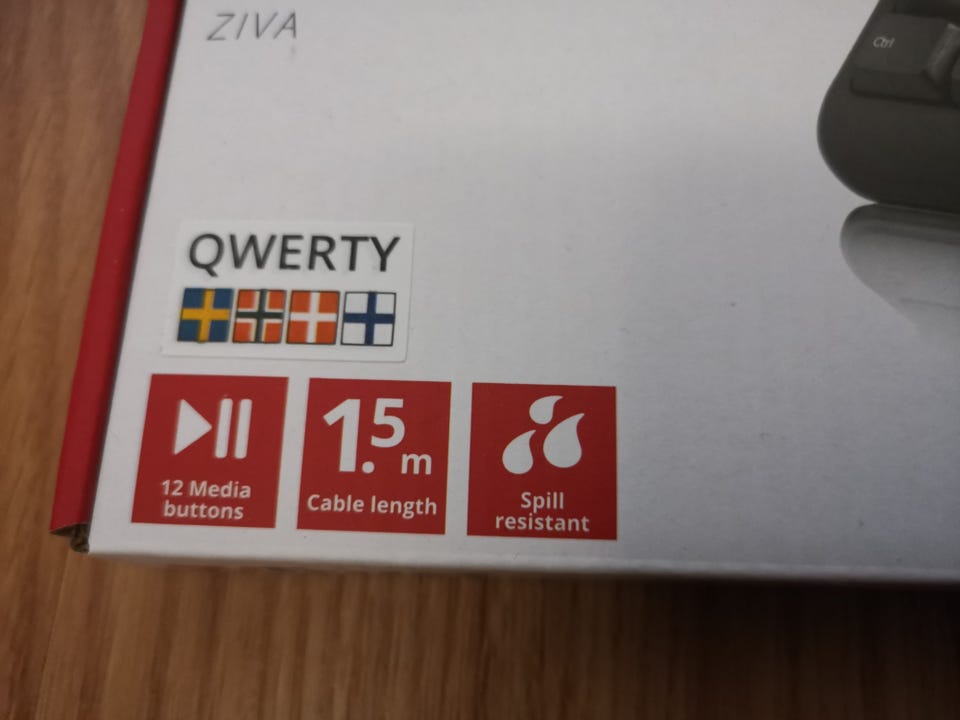 ZIVA
Ctrl
QWERTY
12 Media
buttons
1.5 m
Cable length
Spill
resistant